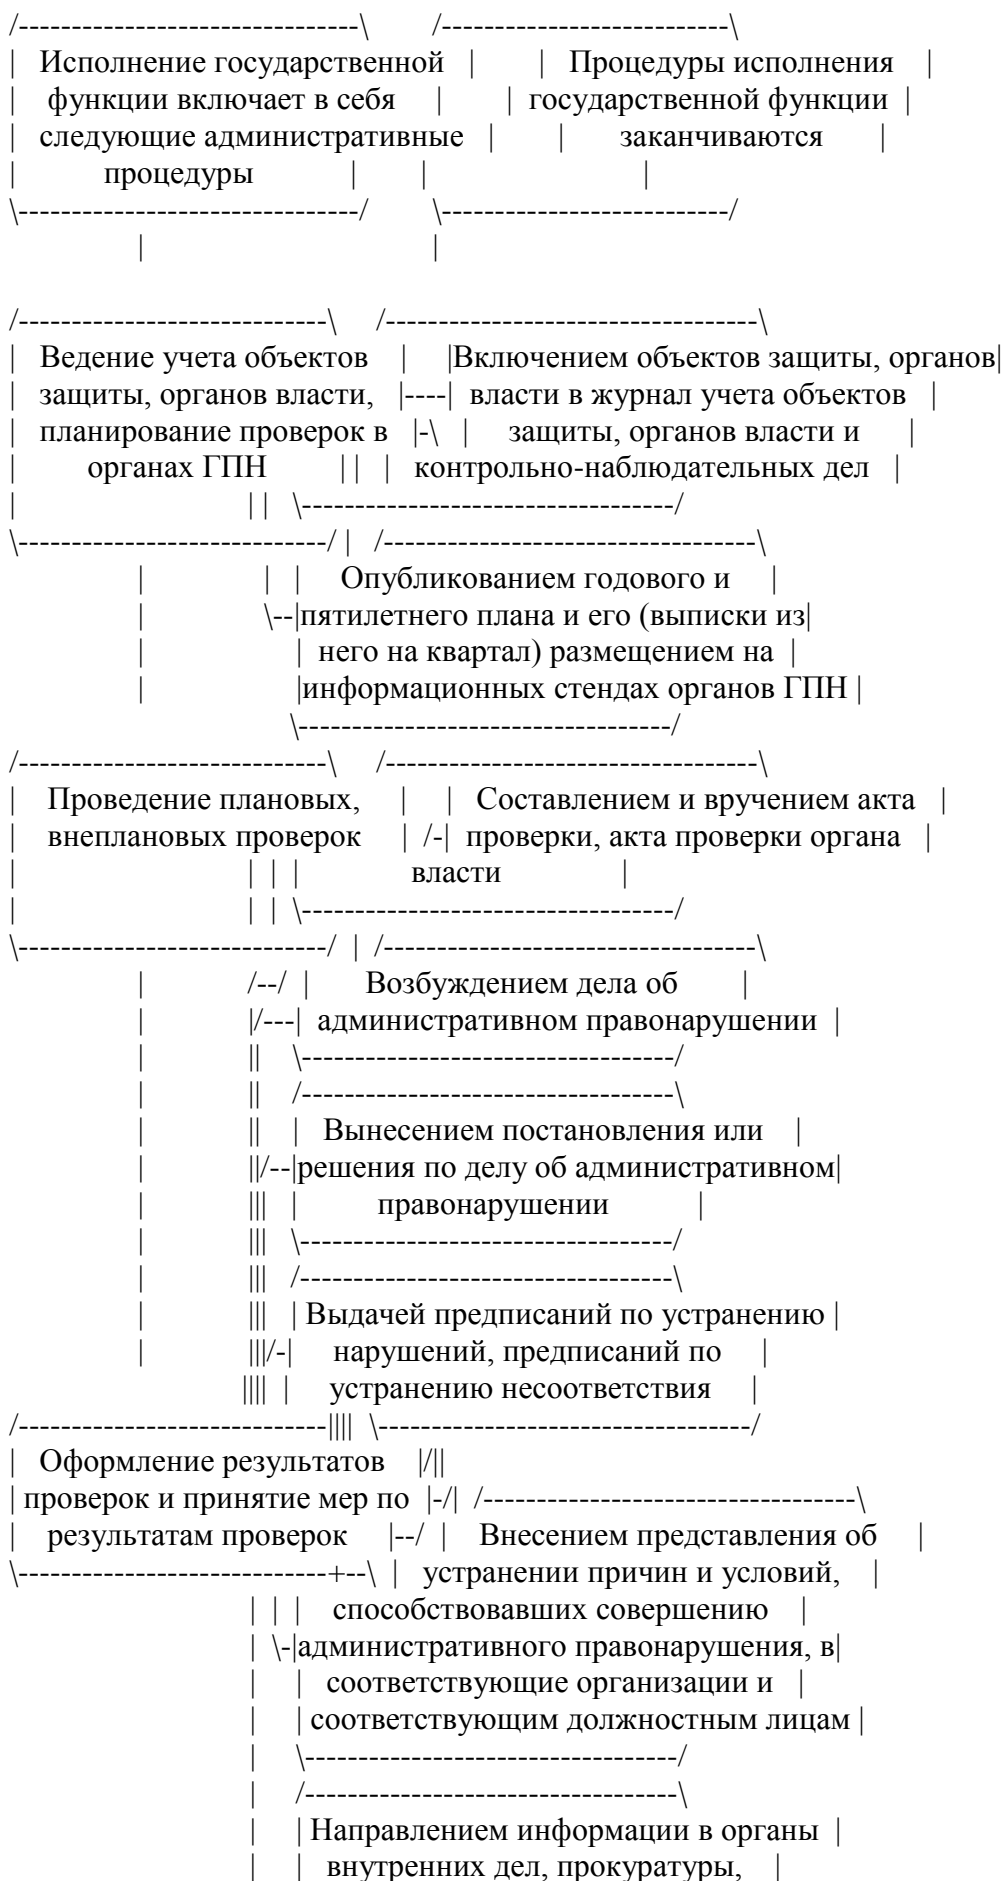 /--------------------------------\      /---------------------------\
|   Исполнение государственной   |      |   Процедуры исполнения    |
|    функции включает в себя     |      | государственной функции   |
|   следующие административные   |      |       заканчиваются       |
|           процедуры            |      |                           |
\--------------------------------/      \---------------------------/
|                            |
/-----------------------------\     /-----------------------------------\
|   Ведение учета объектов    |     |Включением объектов защиты, органов|
|   защиты, органов власти,   |----|  власти в журнал учета объектов   |
|   планирование проверок в   |-\  |     защиты, органов власти и      |
|        органах ГПН          | |  |   контрольно-наблюдательных дел   |
|                      | |   \-----------------------------------/
\-----------------------------/ |   /-----------------------------------\
|            |   |     Опубликованием годового и     |
|            \--|пятилетнего плана и его (выписки из|
|               |  него на квартал) размещением на  |
|               |информационных стендах органов ГПН |
\-----------------------------------/
/-----------------------------\     /-----------------------------------\
|    Проведение плановых,     |    |   Составлением и вручением акта   |
|    внеплановых проверок     |  /-|  проверки, акта проверки органа   |
|                      |  |  |            власти             |
|                      |  |  \-----------------------------------/
\-----------------------------/  |  /-----------------------------------\
|          /--/   |       Возбуждением дела об        |
|          |/---|  административном правонарушении  |
|          ||    \-----------------------------------/
|          ||    /-----------------------------------\
|          ||    |   Вынесением постановления или    |
|          ||/--|решения по делу об административном|
|          |||   |          правонарушении           |
|          |||   \-----------------------------------/
|          |||   /-----------------------------------\
|          |||   | Выдачей предписаний по устранению |
|          |||/-|     нарушений, предписаний по     |
||||  |     устранению несоответствия     |
/-----------------------------||||   \-----------------------------------/
|   Оформление результатов    |/||
| проверок и принятие мер по  |-/|   /-----------------------------------\
|    результатам проверок     |--/  |    Внесением представления об     |
\-----------------------------+--\  |    устранении причин и условий,    |
|  |  |    способствовавших совершению    |
|  \-|административного правонарушения, в|
|     |   соответствующие организации и   |
|     | соответствующим должностным лицам |
|     \-----------------------------------/
|     /-----------------------------------\
|     | Направлением информации в органы  |
|     |    внутренних дел, прокуратуры,    |